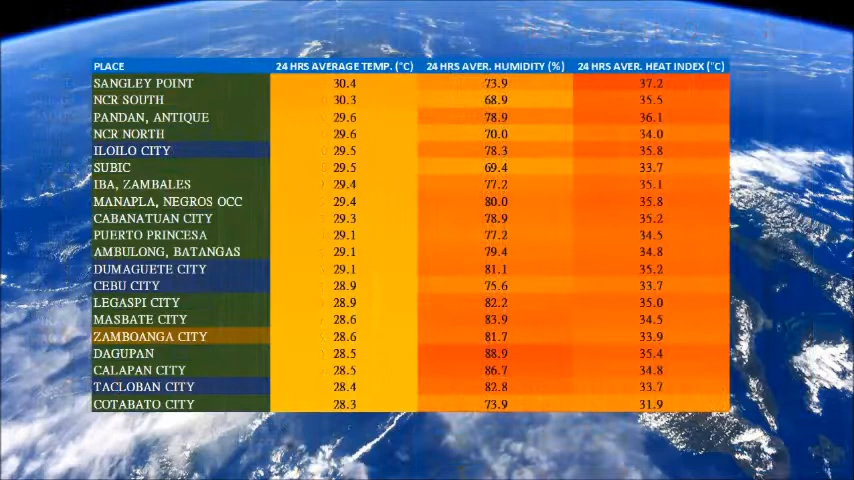 PLACE 24 HRS AVERAGE TEMP. (°C) 24 HRS AVER. HUMIDITY (%) 24 HRS AVER. HEAT INDEX (°C)
SANGLEY POINT 30.4 73.9 37.2
NCR SOUTH 30.3 68.9 35.5
PANDAN, ANTIQUE 29.6 78.9 36.1
NCR NORTH 29.6 70.0 34.0
ILOILO CITY 29.5 78.3 35.8
SUBIC 29.5 69.4 33.7
IBA, ZAMBALES 29.4 77.2 35.1
MANAPLA, NEGROS OCC 29.4 80.0 35.8
CABANATUAN CITY 29.3 78.9 35.2
PUERTO PRINCESA 29.1 77.2 34.5
AMBULONG, BATANGAS 29.1 79.4 34.8
DUMAGUETE CITY 29.1 81.1 35.2
CEBU CITY 28.9 75.6 33.7
LEGASPI CITY 28.9 82.2 35.0
MASBATE CITY 28.6 83.9 34.5
ZAMBOANGA CITY 28.6 81.7 33.9
DAGUPAN 28.5 88.9 35.4
CALAPAN CITY 28.5 86.7 34.8
TACLOBAN CITY 28.4 82.8 33.7
COTABATO CITY 28.3 73.9 31.9